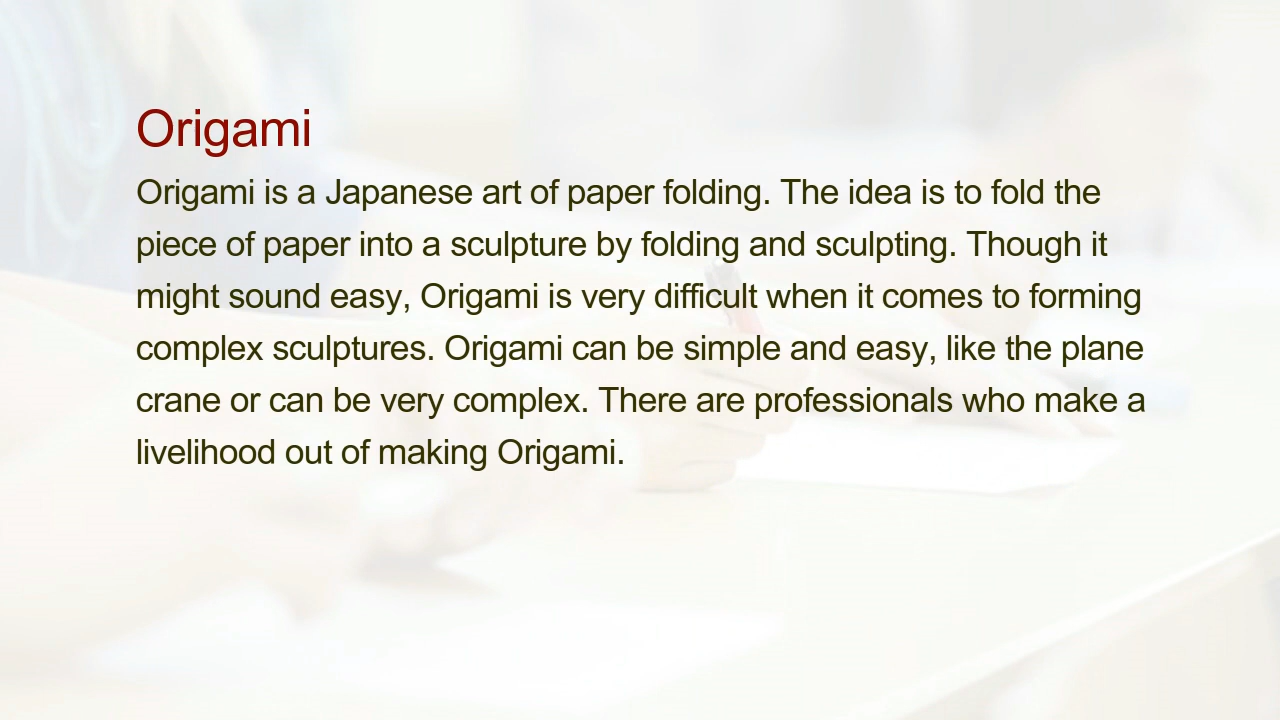 Origami
Origami is a Japanese art of paper folding. The idea is to fold the
piece of paper into a sculpture by folding and sculpting. Though it
might sound easy, Origami is very difficult when it comes to forming
complex sculptures. Origami can be simple and easy, like the plane
crane or can be very complex. There are professionals who make a
livelihood out of making Origami.